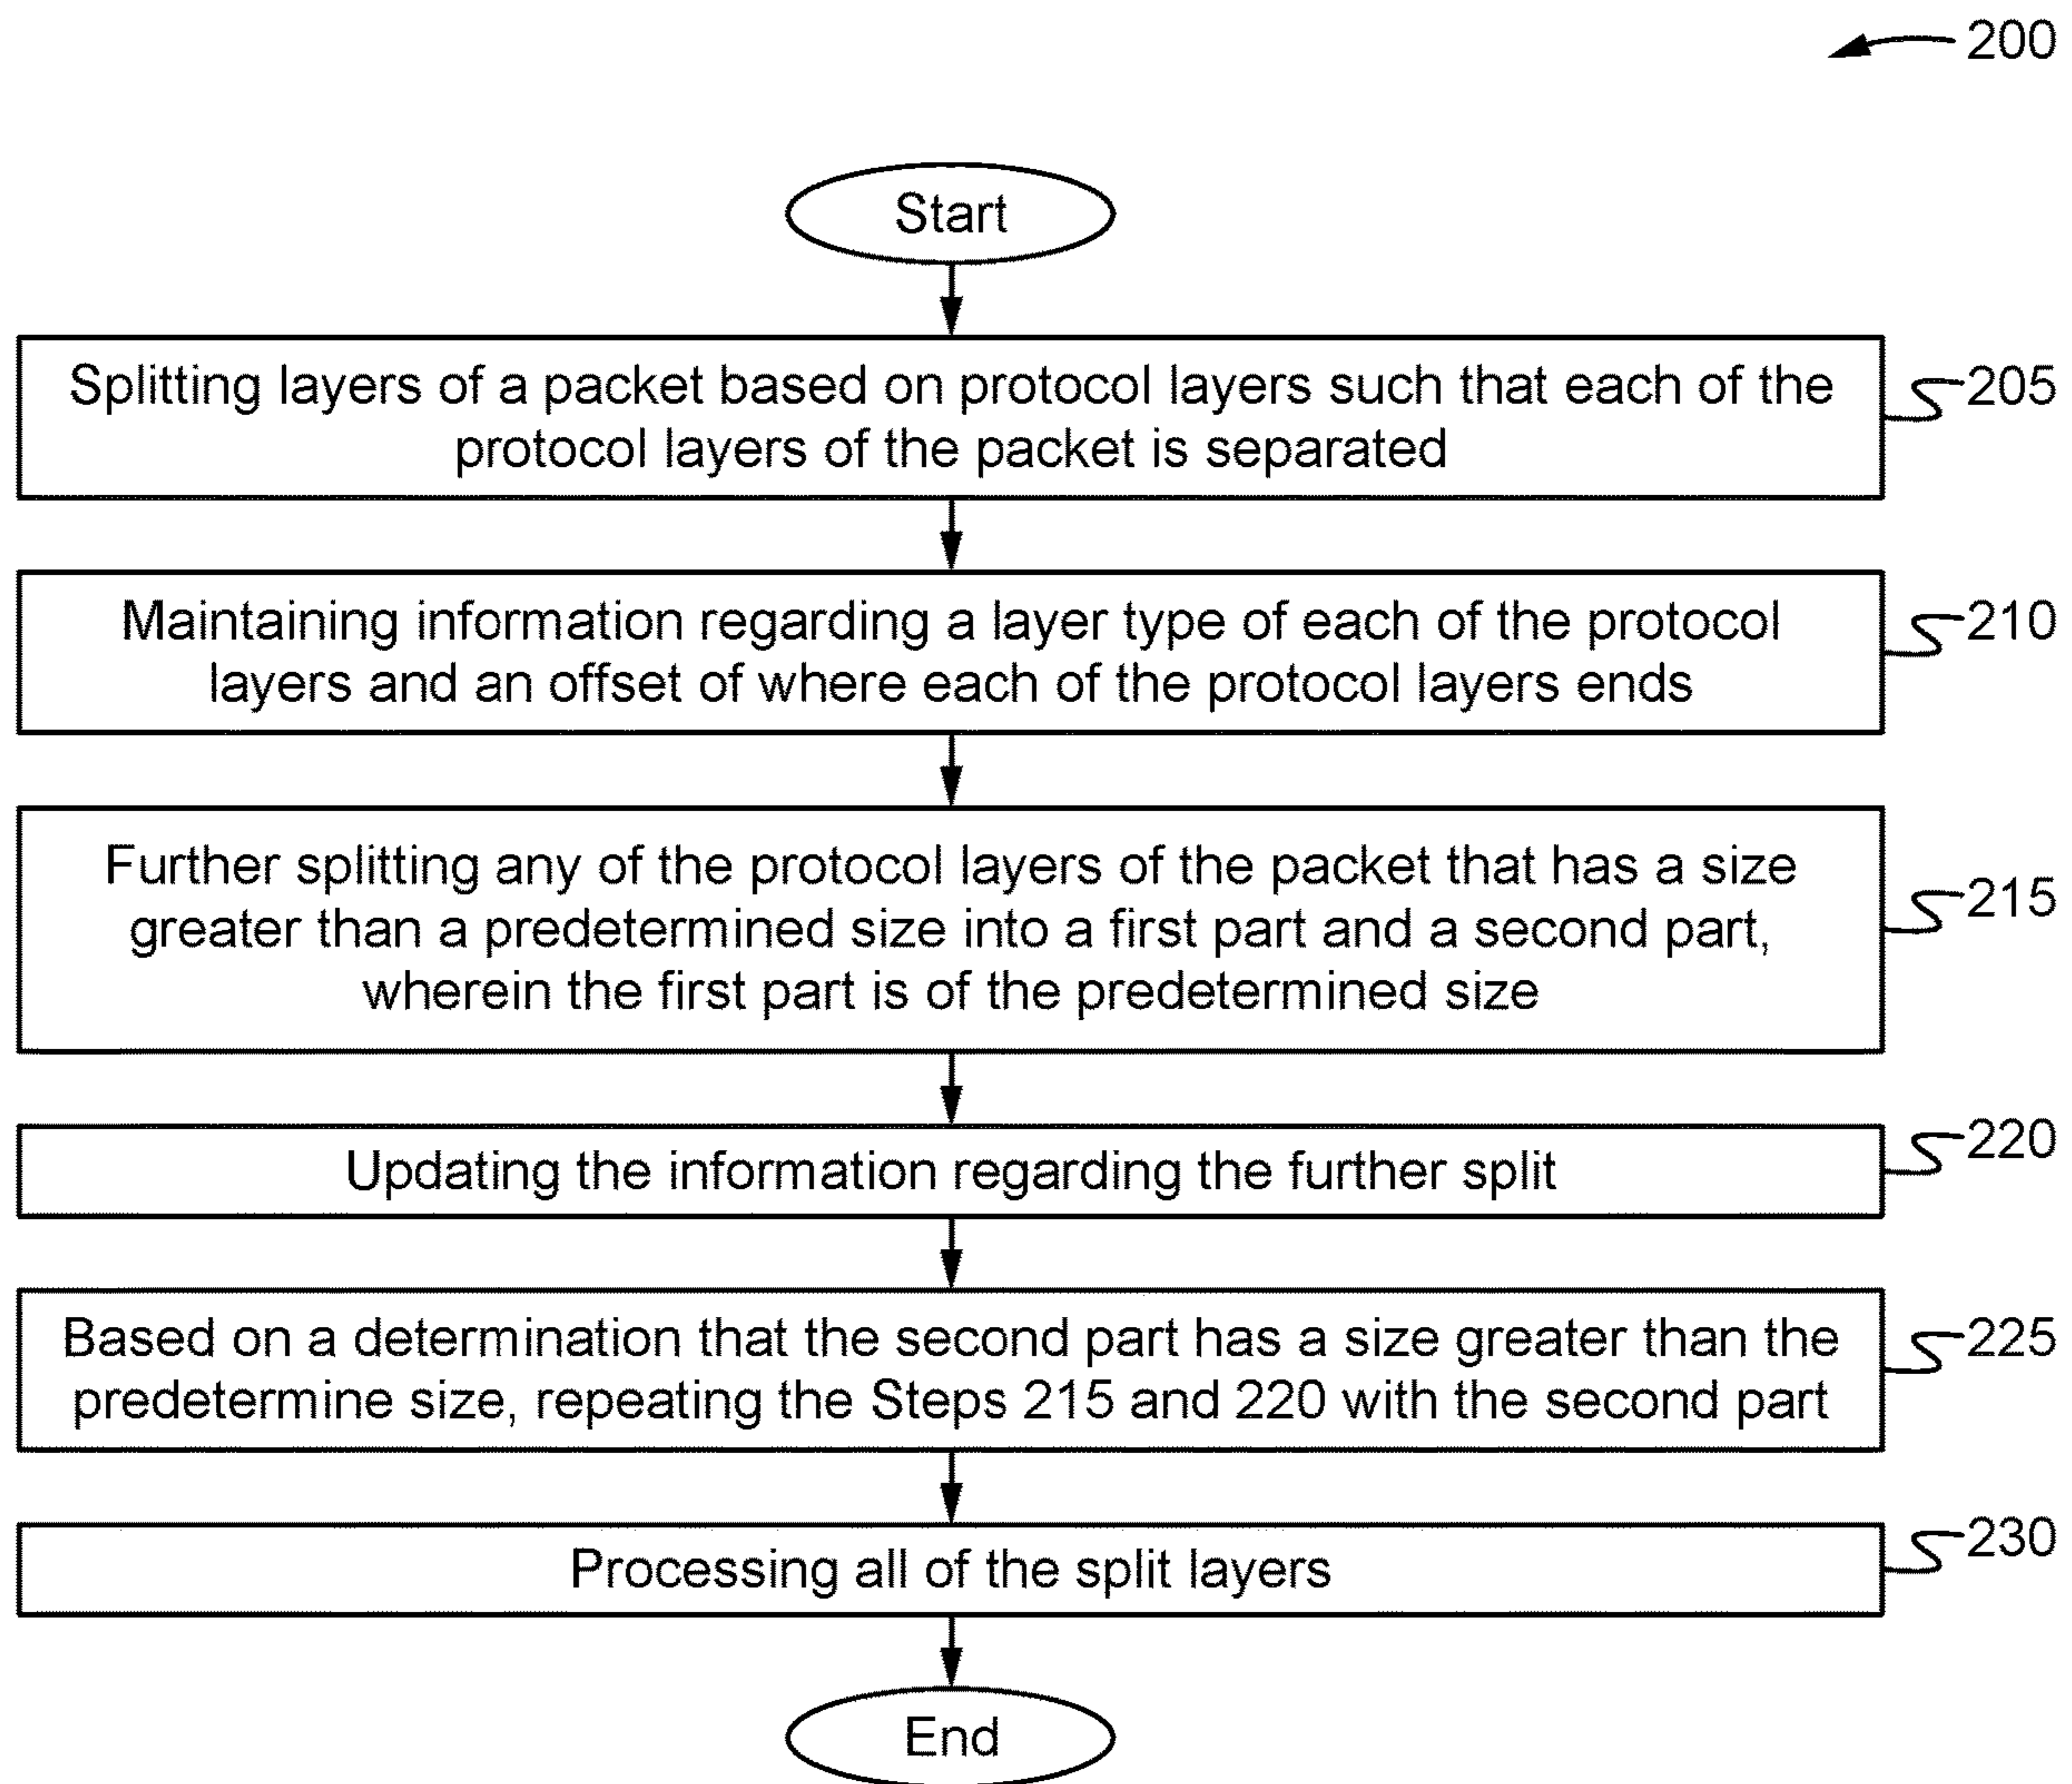 200
Start
Splitting layers of a packet based on protocol layers such that each of the
protocol layers of the packet is separated
205
Maintaining information regarding a layer type of each of the protocol
layers and an offset of where each of the protocol layers ends
210
Further splitting any of the protocol layers of the packet that has a size
greater than a predetermined size into a first part and a second part,
wherein the first part is of the predetermined size
215
Updating the information regarding the further split
220
Based on a determination that the second part has a size greater than the
predetermine size, repeating the Steps 215 and 220 with the second part
225
Processing all of the split layers
230
End